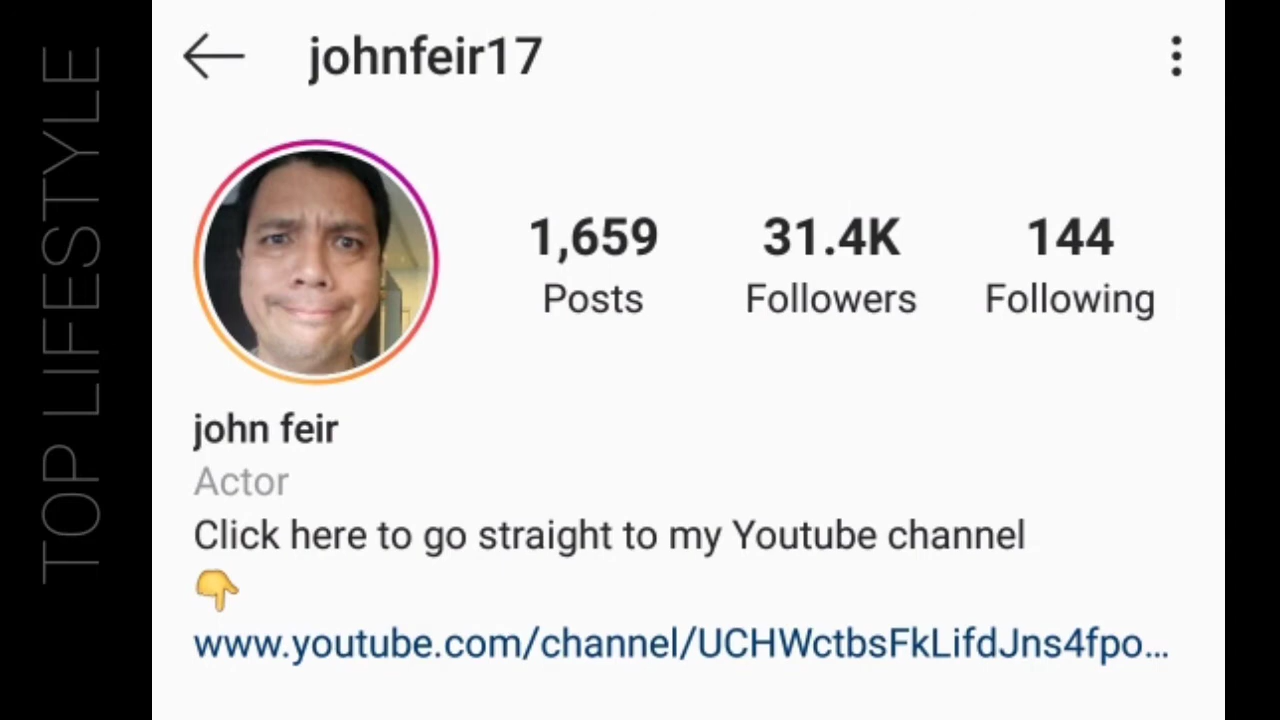 TOP LIFESTYLE
johnfeir17
1,659 31.4K 144
Posts Followers Following
john feir
Actor
Click here to go straight to my Youtube channel
👇
www.youtube.com/channel/UCHWctbsFkLifdJns4fpo...